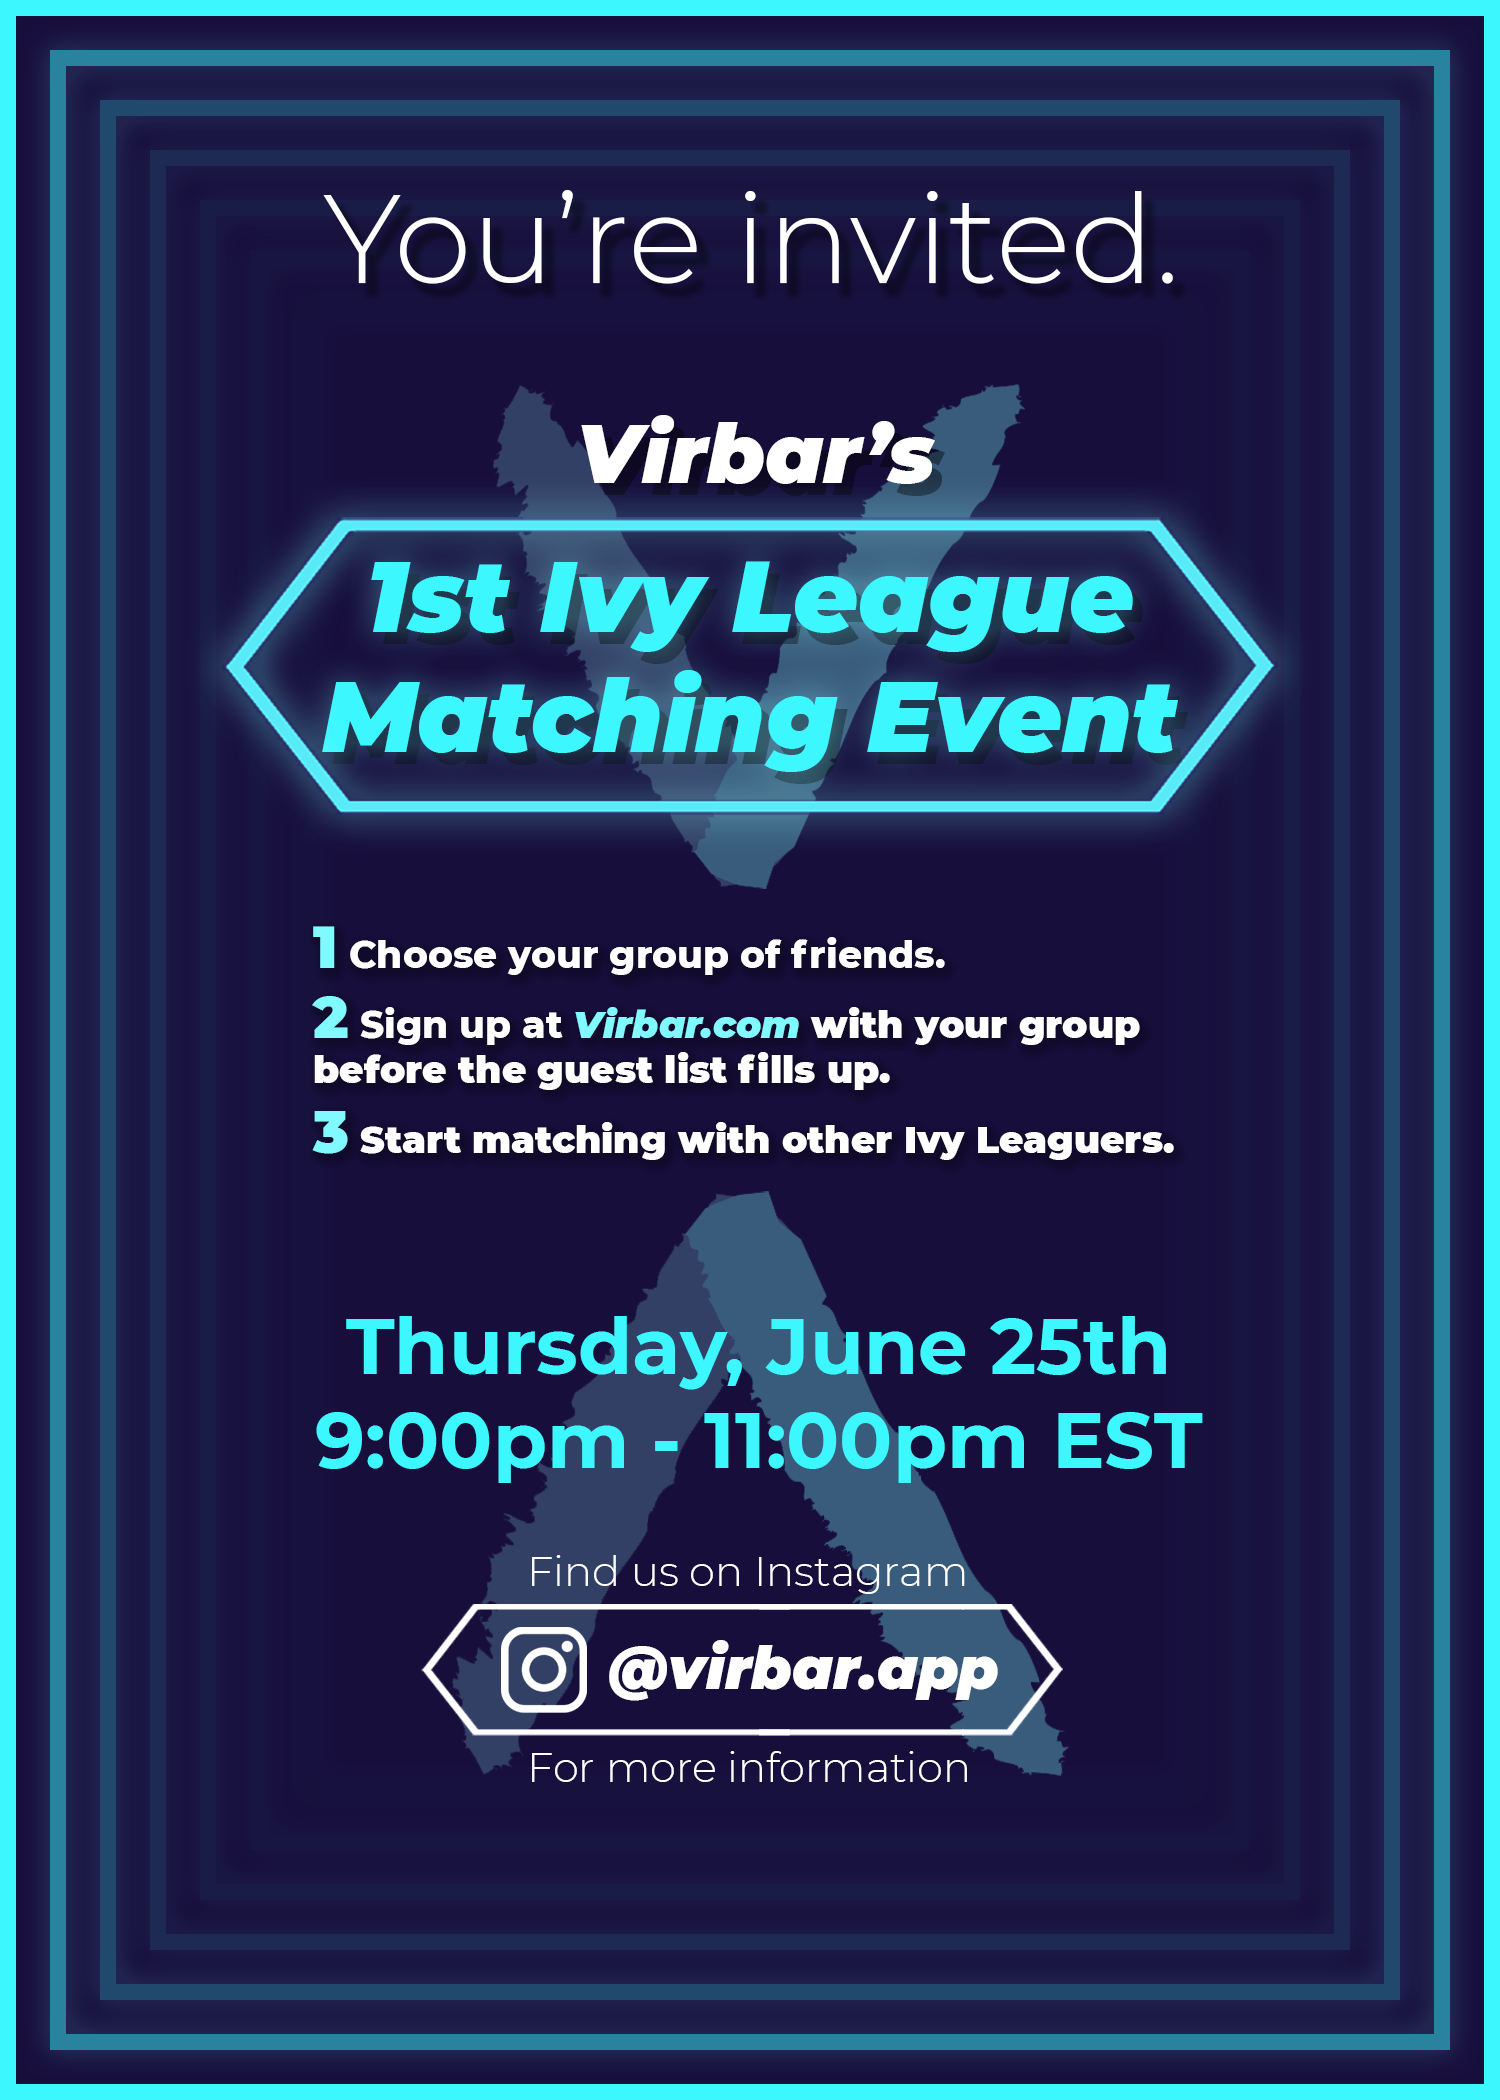 You’re invited.
Virbar’s
1st Ivy League
Matching Event
1 Choose your group of friends.
2 Sign up at Virbar.com with your group
before the guest list fills up.
3 Start matching with other Ivy Leaguers.
Thursday, June 25th
9:00pm - 11:00pm EST
Find us on Instagram
@virbar.app
For more information